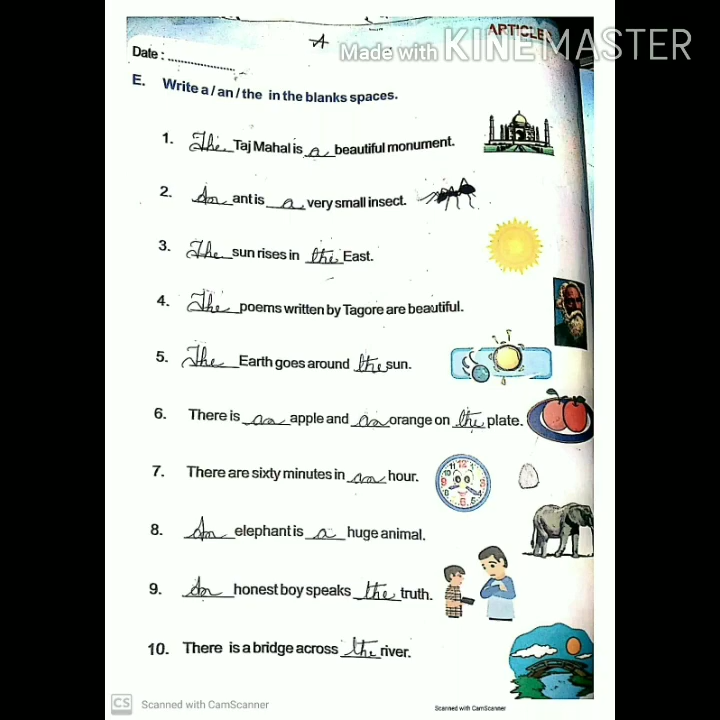 ARTICLES
A
Made with KINEMASTER
Date : ..................
E. Write a / an / the in the blanks spaces.
1. The Taj Mahal is a beautiful monument.
2. An ant is a very small insect.
3. The sun rises in the East.
4. The poems written by Tagore are beautiful.
5. The Earth goes around the sun.
6. There is an apple and an orange on the plate.
7. There are sixty minutes in an hour.
8. An elephant is a huge animal.
9. An honest boy speaks the truth.
10. There is a bridge across the river.
CS Scanned with CamScanner
Scanned with CamScanner